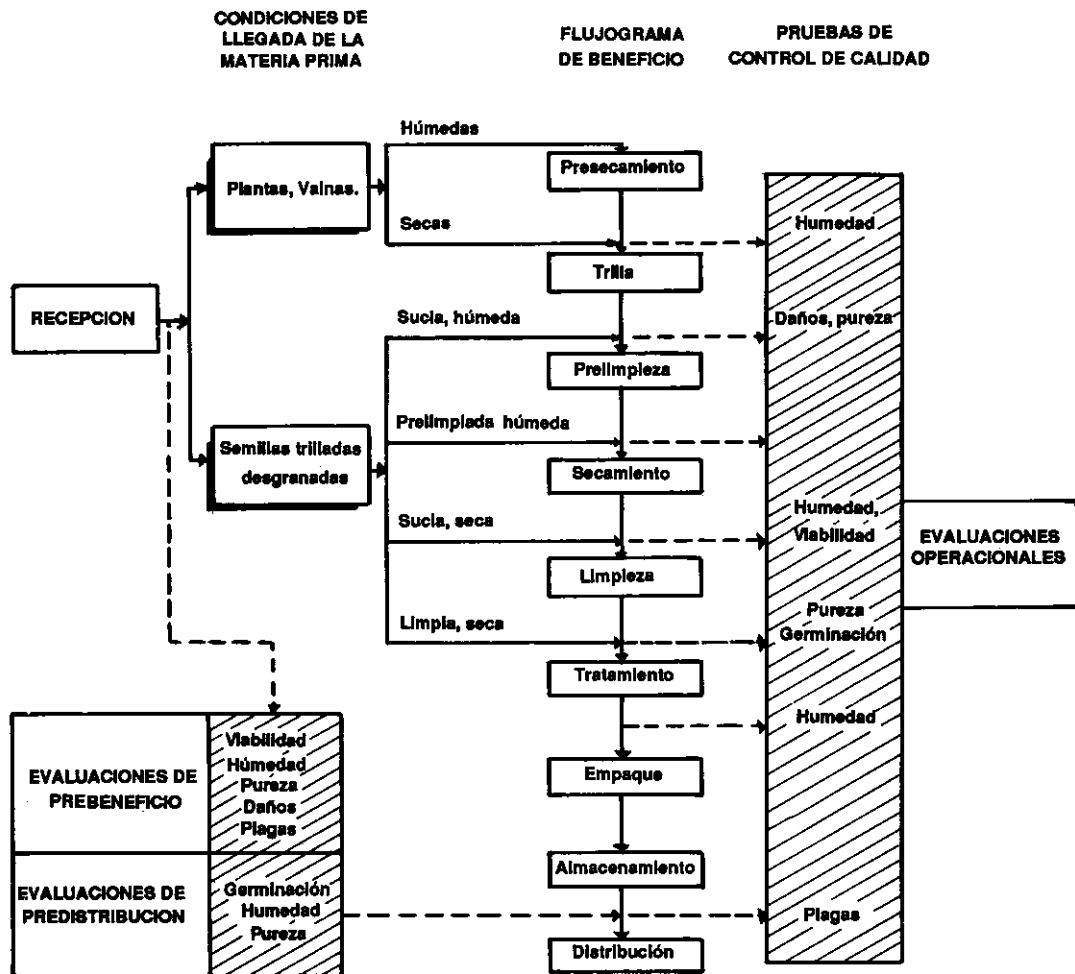 CONDICIONES DE
LLEGADA DE LA
MATERIA PRIMA
FLUJOGRAMA
DE BENEFICIO
PRUEBAS DE
CONTROL DE CALIDAD
Húmedas
Presecamiento
Plantas, Vainas.
Secas
Humedad
Trilla
RECEPCION
Sucia, húmeda
Daños, pureza
Prelimpieza
Prelimpiada húmeda
Semillas trilladas
desgranadas
Secamiento
Sucia, seca
Humedad,
Viabilidad
EVALUACIONES
OPERACIONALES
Limpieza
Limpia, seca
Pureza
Germinación
Tratamiento
Humedad
EVALUACIONES DE
PREBENEFICIO
Viabilidad
Húmedad
Pureza
Daños
Plagas
Empaque
Almacenamiento
EVALUACIONES DE
PREDISTRIBUCION
Germinación
Humedad
Pureza
Plagas
Distribución